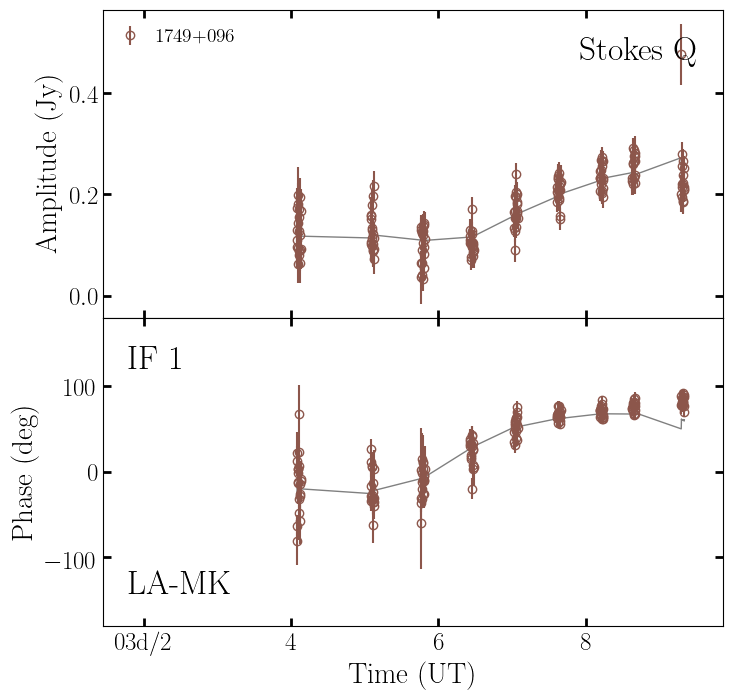 1749+096
Stokes Q
Amplitude (Jy)
0.4
0.2
0.0
IF 1
Phase (deg)
100
0
−100
LA-MK
03d/2
4
6
8
Time (UT)